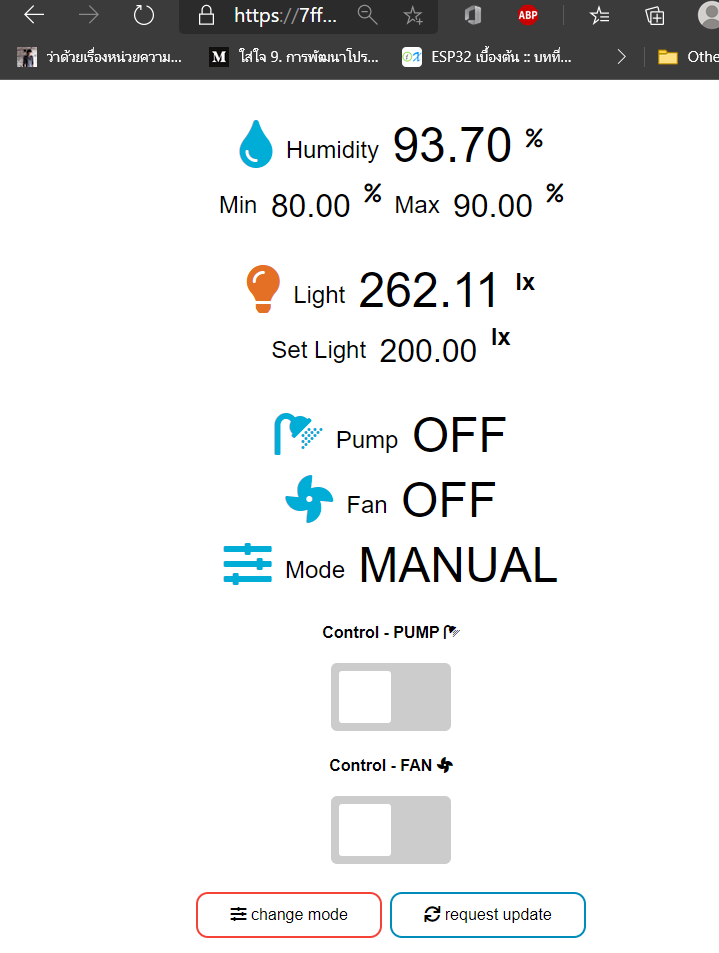 https://7ff... ABP
ว่าด้วยเรื่องหน่วยความ... M ใส่ใจ 9. การพัฒนาโปร... ESP32 เบื้องต้น :: บทที่... Othe
Humidity 93.70 %
Min 80.00 % Max 90.00 %
Light 262.11 lx
Set Light 200.00 lx
Pump OFF
Fan OFF
Mode MANUAL
Control - PUMP
Control - FAN
change mode request update